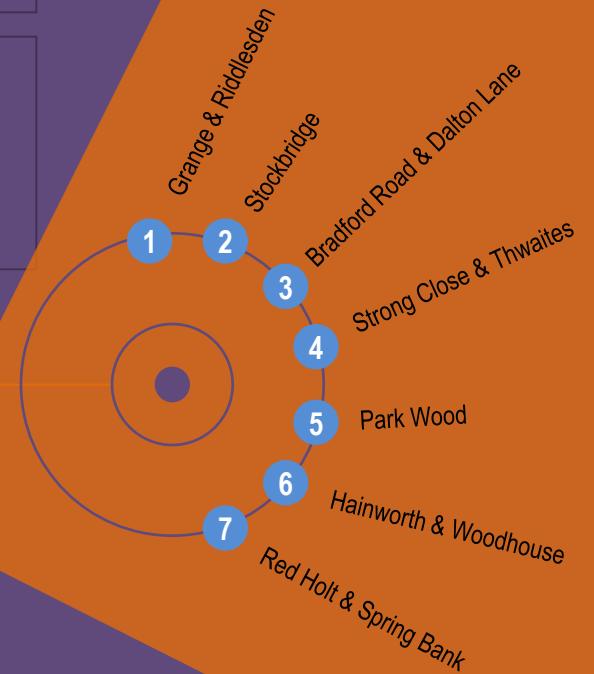 1 Grange & Riddlesden
2 Stockbridge
3 Bradford Road & Dalton Lane
4 Strong Close & Thwaites
5 Park Wood
6 Hainworth & Woodhouse
7 Red Holt & Spring Bank